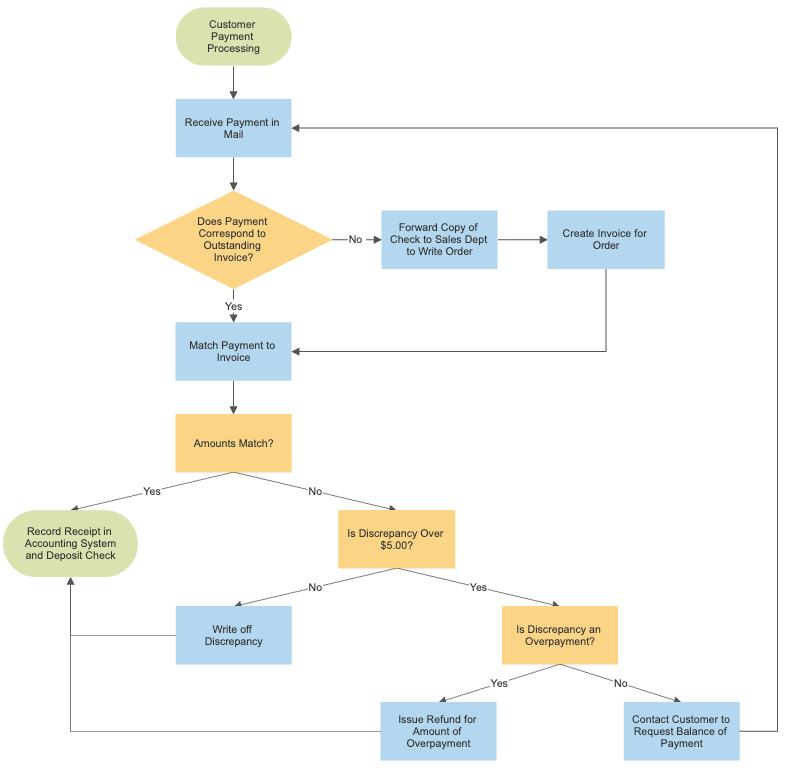 Customer
Payment
Processing
Receive Payment in
Mail
Does Payment
Correspond to
Outstanding
Invoice?
No
Forward Copy of
Check to Sales Dept
to Write Order
Create Invoice for
Order
Yes
Match Payment to
Invoice
Amounts Match?
Yes
No
Record Receipt in
Accounting System
and Deposit Check
Is Discrepancy Over
$5.00?
No
Yes
Write off
Discrepancy
Is Discrepancy an
Overpayment?
Yes
No
Issue Refund for
Amount of
Overpayment
Contact Customer to
Request Balance of
Payment